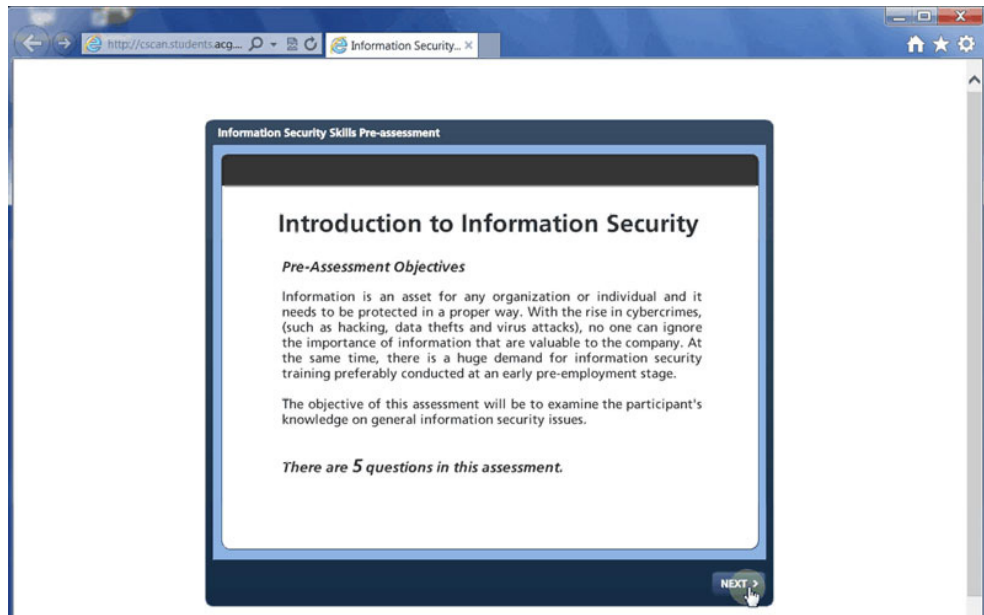 http://cscan.students.acg...
Information Security...
Information Security Skills Pre-assessment
Introduction to Information Security
Pre-Assessment Objectives
Information is an asset for any organization or individual and it
needs to be protected in a proper way. With the rise in cybercrimes,
(such as hacking, data thefts and virus attacks), no one can ignore
the importance of information that are valuable to the company. At
the same time, there is a huge demand for information security
training preferably conducted at an early pre-employment stage.
The objective of this assessment will be to examine the participant's
knowledge on general information security issues.
There are 5 questions in this assessment.
NEXT >